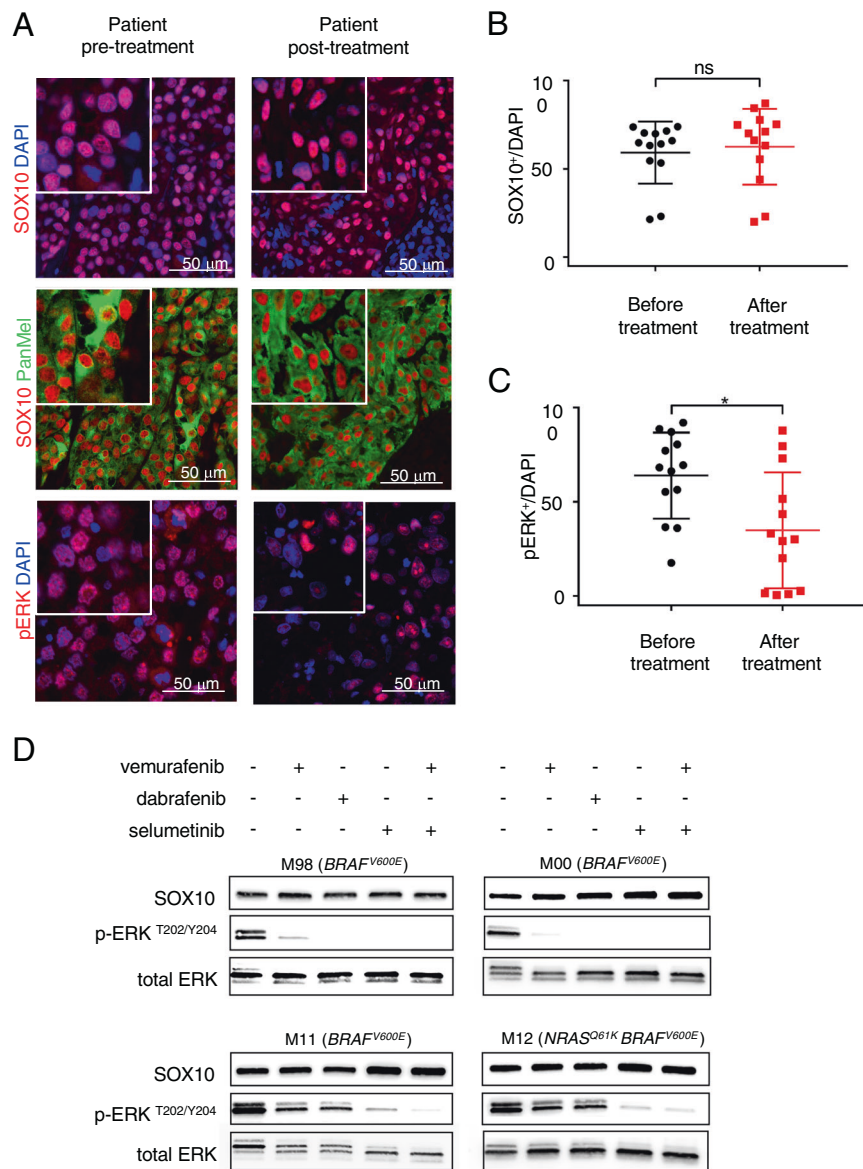 A
Patient
pre-treatment
Patient
post-treatment
SOX10 DAPI
50 µm
50 µm
SOX10 PanMel
50 µm
50 µm
pERK DAPI
50 µm
50 µm
B
ns
SOX10⁺/DAPI
10
0
50
0
Before
treatment
After
treatment
C
*
pERK⁺/DAPI
10
0
50
0
Before
treatment
After
treatment
D
vemurafenib - + - - + - + - - +
dabrafenib - - + - - - - + - -
selumetinib - - - + + - - - + +
M98 (BRAFⱽ⁶⁰⁰ᴱ) M00 (BRAFⱽ⁶⁰⁰ᴱ)
SOX10
p-ERK T202/Y204
total ERK
M11 (BRAFⱽ⁶⁰⁰ᴱ) M12 (NRAS^Q61K BRAFⱽ⁶⁰⁰ᴱ)
SOX10
p-ERK T202/Y204
total ERK